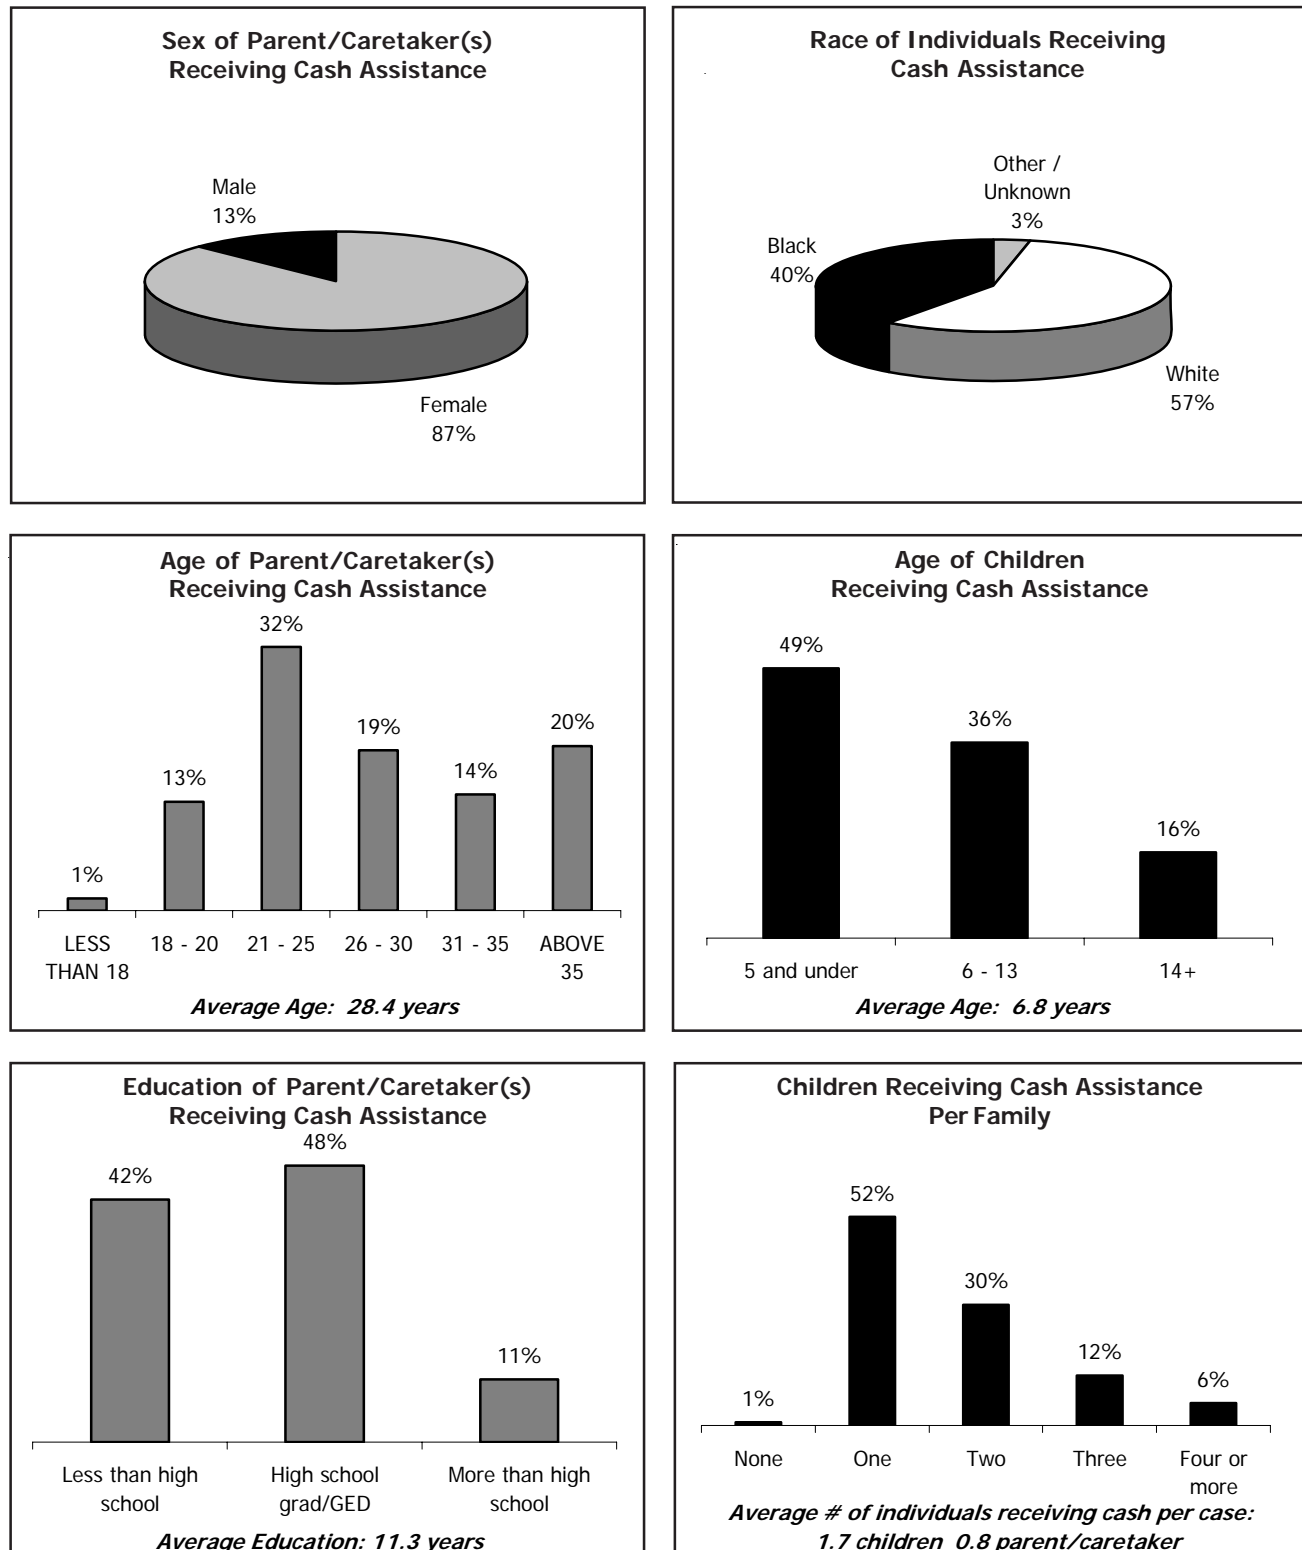 Sex of Parent/Caretaker(s)
Receiving Cash Assistance
Male
13%
Female
87%
Race of Individuals Receiving
Cash Assistance
Other /
Unknown
3%
Black
40%
White
57%
Age of Parent/Caretaker(s)
Receiving Cash Assistance
32%
20%
19%
14%
13%
1%
LESS
THAN 18
18 - 20
21 - 25
26 - 30
31 - 35
ABOVE
35
Average Age: 28.4 years
Age of Children
Receiving Cash Assistance
49%
36%
16%
5 and under
6 - 13
14+
Average Age: 6.8 years
Education of Parent/Caretaker(s)
Receiving Cash Assistance
48%
42%
11%
Less than high
school
High school
grad/GED
More than high
school
Average Education: 11.3 years
Children Receiving Cash Assistance
Per Family
52%
30%
12%
6%
1%
None
One
Two
Three
Four or
more
Average # of individuals receiving cash per case:
1.7 children 0.8 parent/caretaker